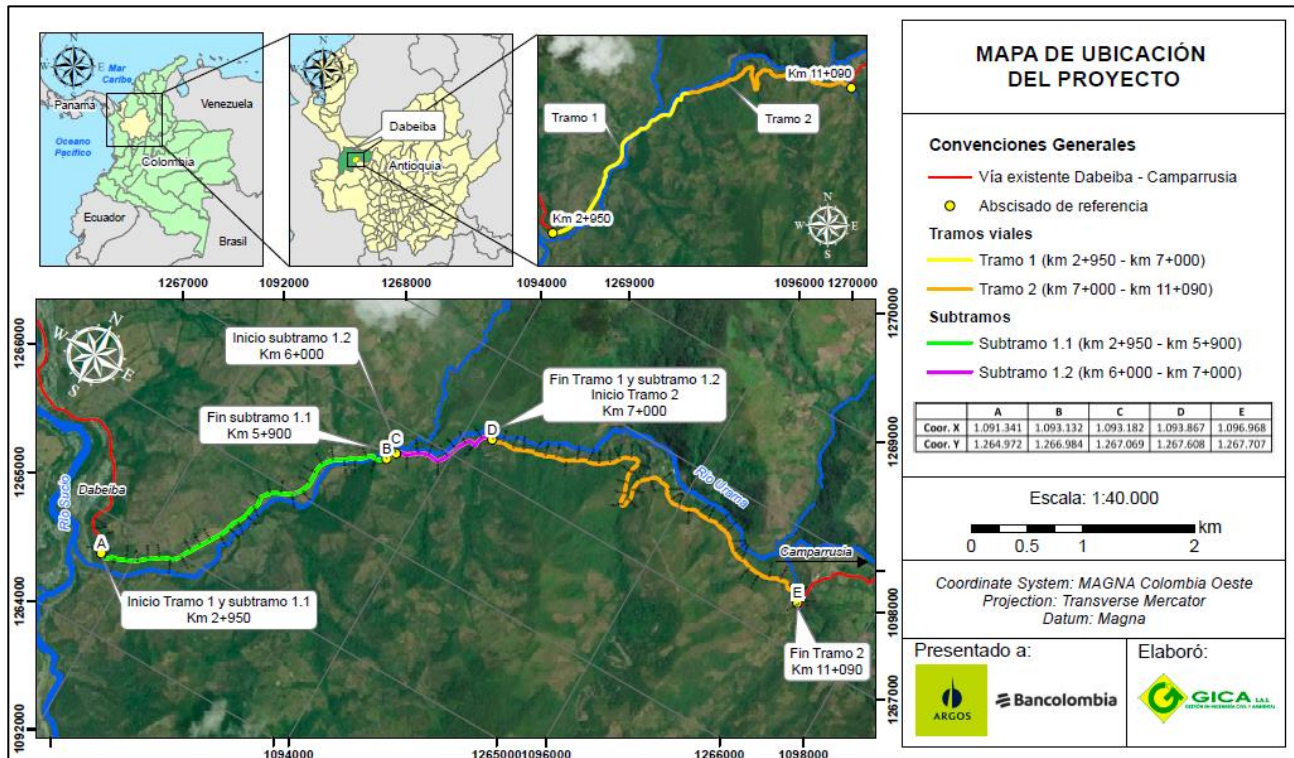 Mar
Caribe
Panamá
Venezuela
Oceano
Pacífico
Colombia
Ecuador
Brasil
N
W
E
S
Dabeiba
Antioquia
Km 11+090
Tramo 1
Tramo 2
Km 2+950
N
W
E
S
1267000
1092000
1268000
1094000
1269000
1096000
1270000
1266000
1265000
1264000
1092000
1270000
1269000
1098000
1267000
N
W
E
S
Inicio subtramo 1.2
Km 6+000
Fin Tramo 1 y subtramo 1.2
Inicio Tramo 2
Km 7+000
Fin subtramo 1.1
Km 5+900
C
B
D
Río Urama
Río Sucio
Dabeiba
A
Camparrusia
E
Inicio Tramo 1 y subtramo 1.1
Km 2+950
Fin Tramo 2
Km 11+090
1094000
1265000
1096000
1266000
1098000
MAPA DE UBICACIÓN
DEL PROYECTO
Convenciones Generales
Vía existente Dabeiba - Camparrusia
Abscisado de referencia
Tramos viales
Tramo 1 (km 2+950 - km 7+000)
Tramo 2 (km 7+000 - km 11+090)
Subtramos
Subtramo 1.1 (km 2+950 - km 5+900)
Subtramo 1.2 (km 6+000 - km 7+000)
A B C D E
Coor. X 1.091.341 1.093.132 1.093.182 1.093.867 1.096.968
Coor. Y 1.264.972 1.266.984 1.267.069 1.267.608 1.267.707
Escala: 1:40.000
km
0 0.5 1 2
Coordinate System: MAGNA Colombia Oeste
Projection: Transverse Mercator
Datum: Magna
Presentado a:
Elaboró:
ARGOS
Bancolombia
GICA S.A.S.
GESTIÓN EN INGENIERÍA CIVIL Y AMBIENTAL